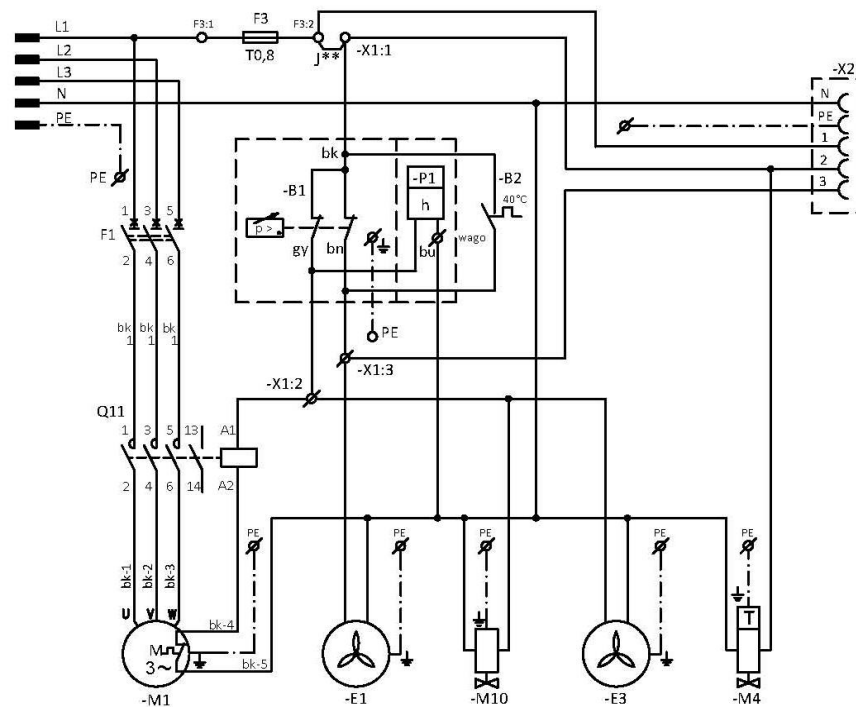 L1
F3:1
F3
F3:2
T0,8
J**
-X1:1
L2
L3
N
PE
-X2
N
PE
1
2
3
PE
bk
-B1
-P1
h
-B2
40°C
p >
gy
bn
bu
wago
PE
1 3 5
F1
2 4 6
bk 1
bk 1
bk 1
-X1:3
-X1:2
Q11
1 3 5 13 A1
2 4 6 14 A2
PE
PE
PE
PE
PE
bk-1
bk-2
bk-3
U V W
bk-4
M
3~
bk-5
T
-M1
-E1
-M10
-E3
-M4